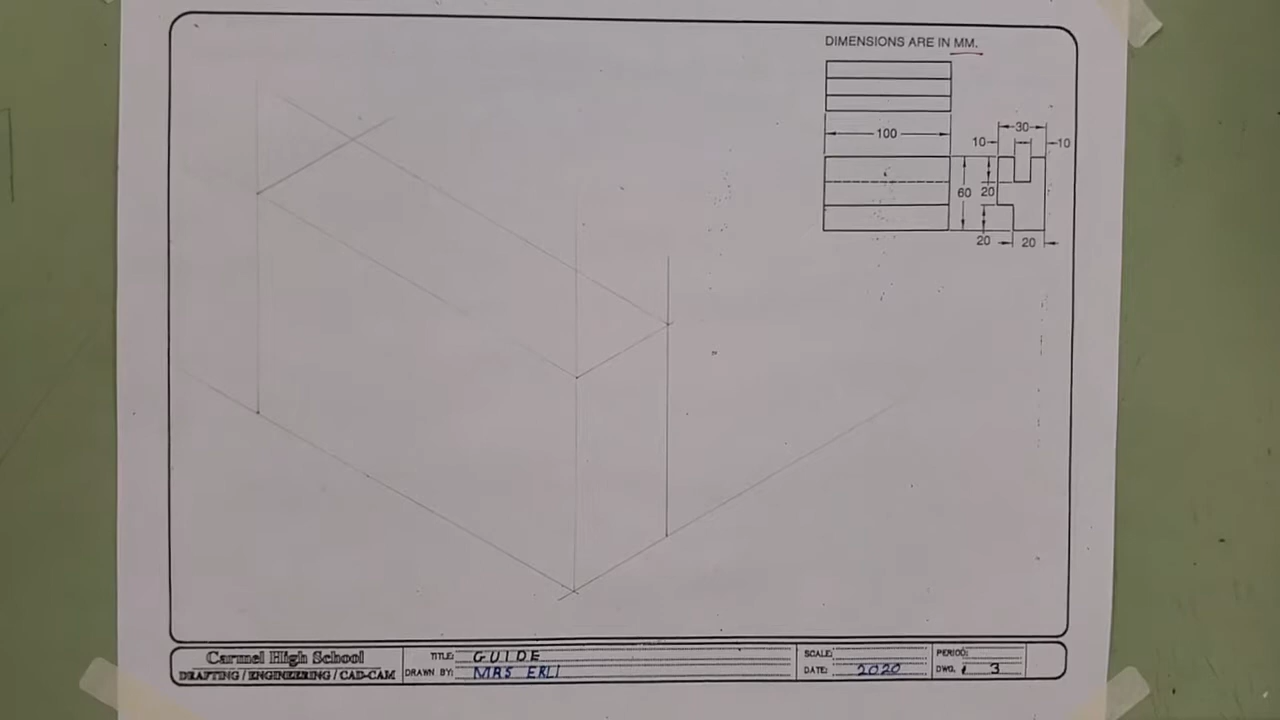 DIMENSIONS ARE IN MM.
100
30
10
10
60
20
20
20
Carmel High School
DRAFTING / ENGINEERING / CAD-CAM
TITLE: GUIDE
DRAWN BY: MRS ERLI
SCALE:
DATE: 2020
PERIOD:
DWG. # 3